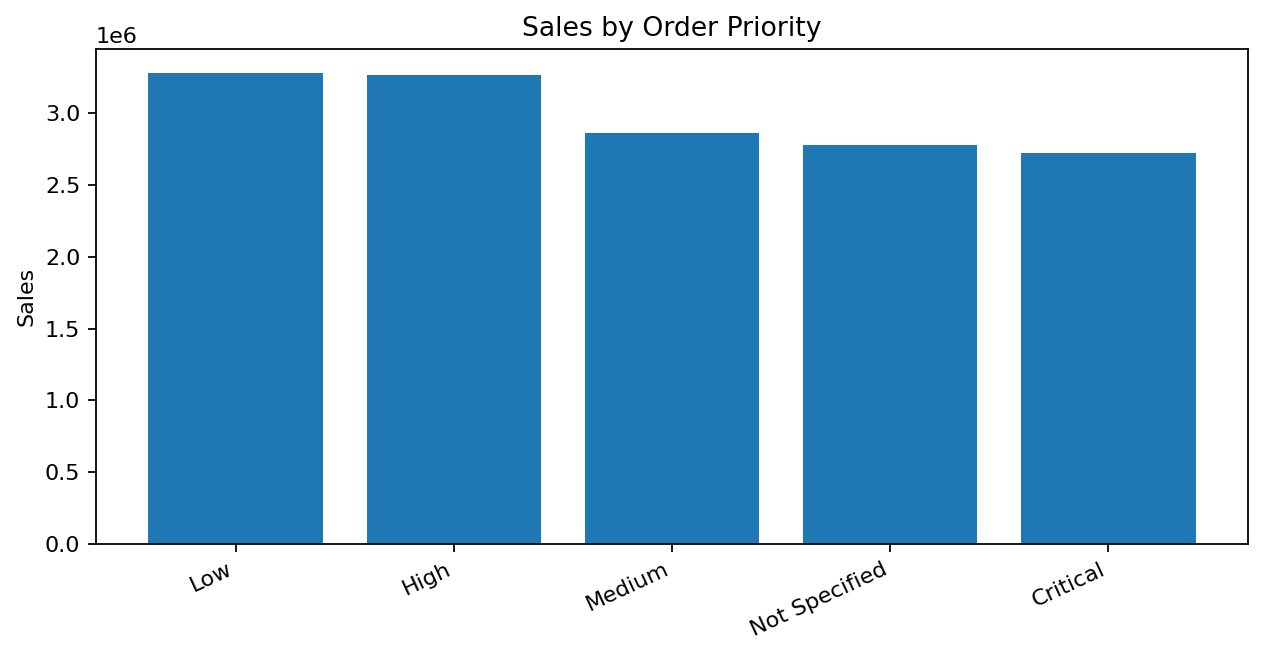 Sales by Order Priority
1e6
Sales
3.0
2.5
2.0
1.5
1.0
0.5
0.0
Low
High
Medium
Not Specified
Critical